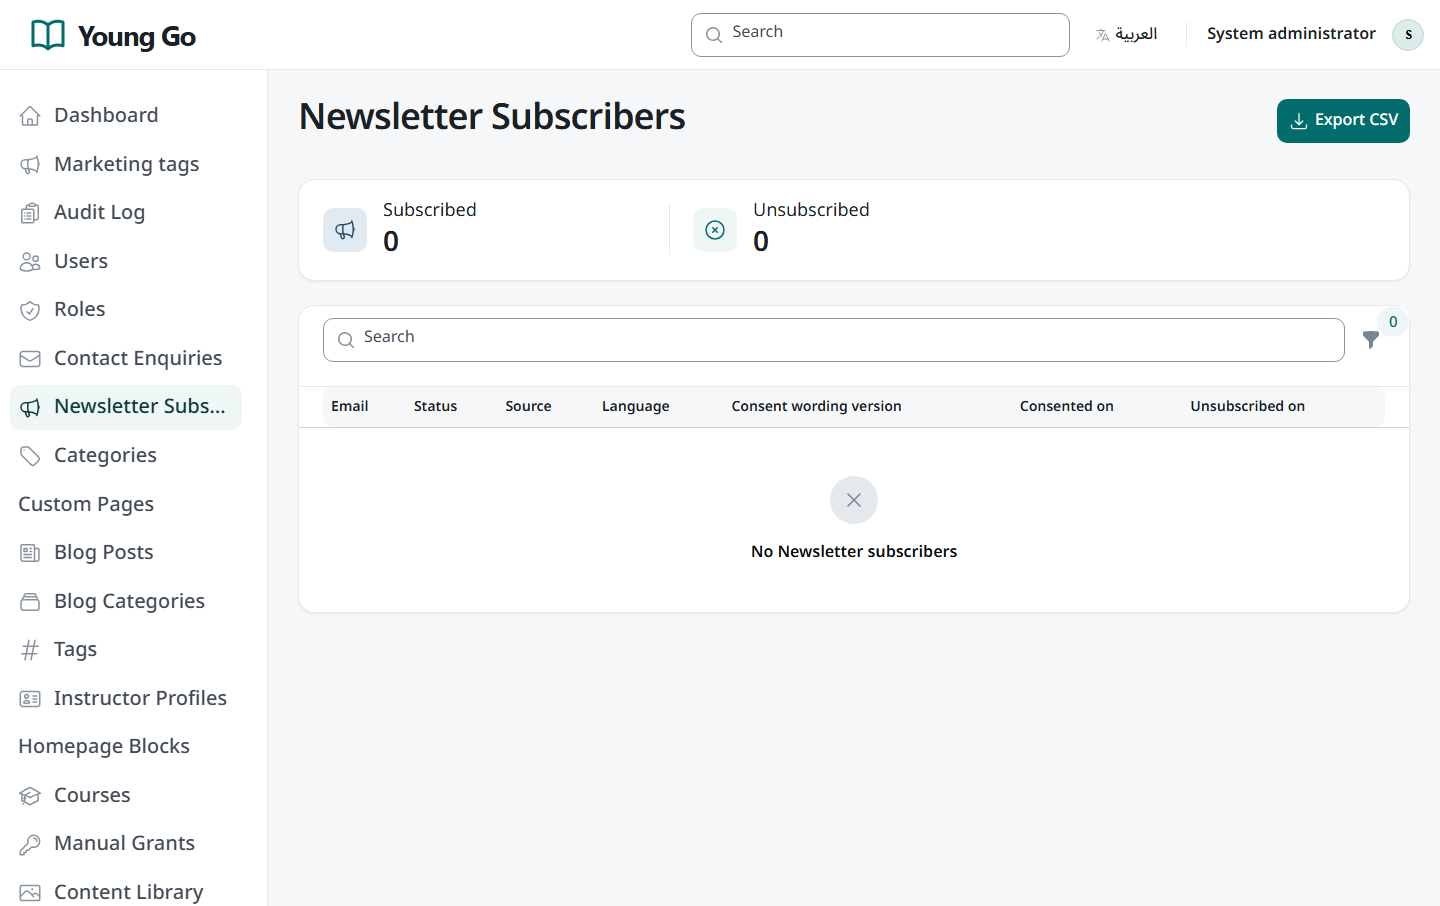 Young Go
Search
العربية
System administrator
S
Dashboard
Marketing tags
Audit Log
Users
Roles
Contact Enquiries
Newsletter Subs...
Categories
Custom Pages
Blog Posts
Blog Categories
Tags
Instructor Profiles
Homepage Blocks
Courses
Manual Grants
Content Library
Newsletter Subscribers
Export CSV
Subscribed
0
Unsubscribed
0
Search
0
Email Status Source Language Consent wording version Consented on Unsubscribed on
No Newsletter subscribers